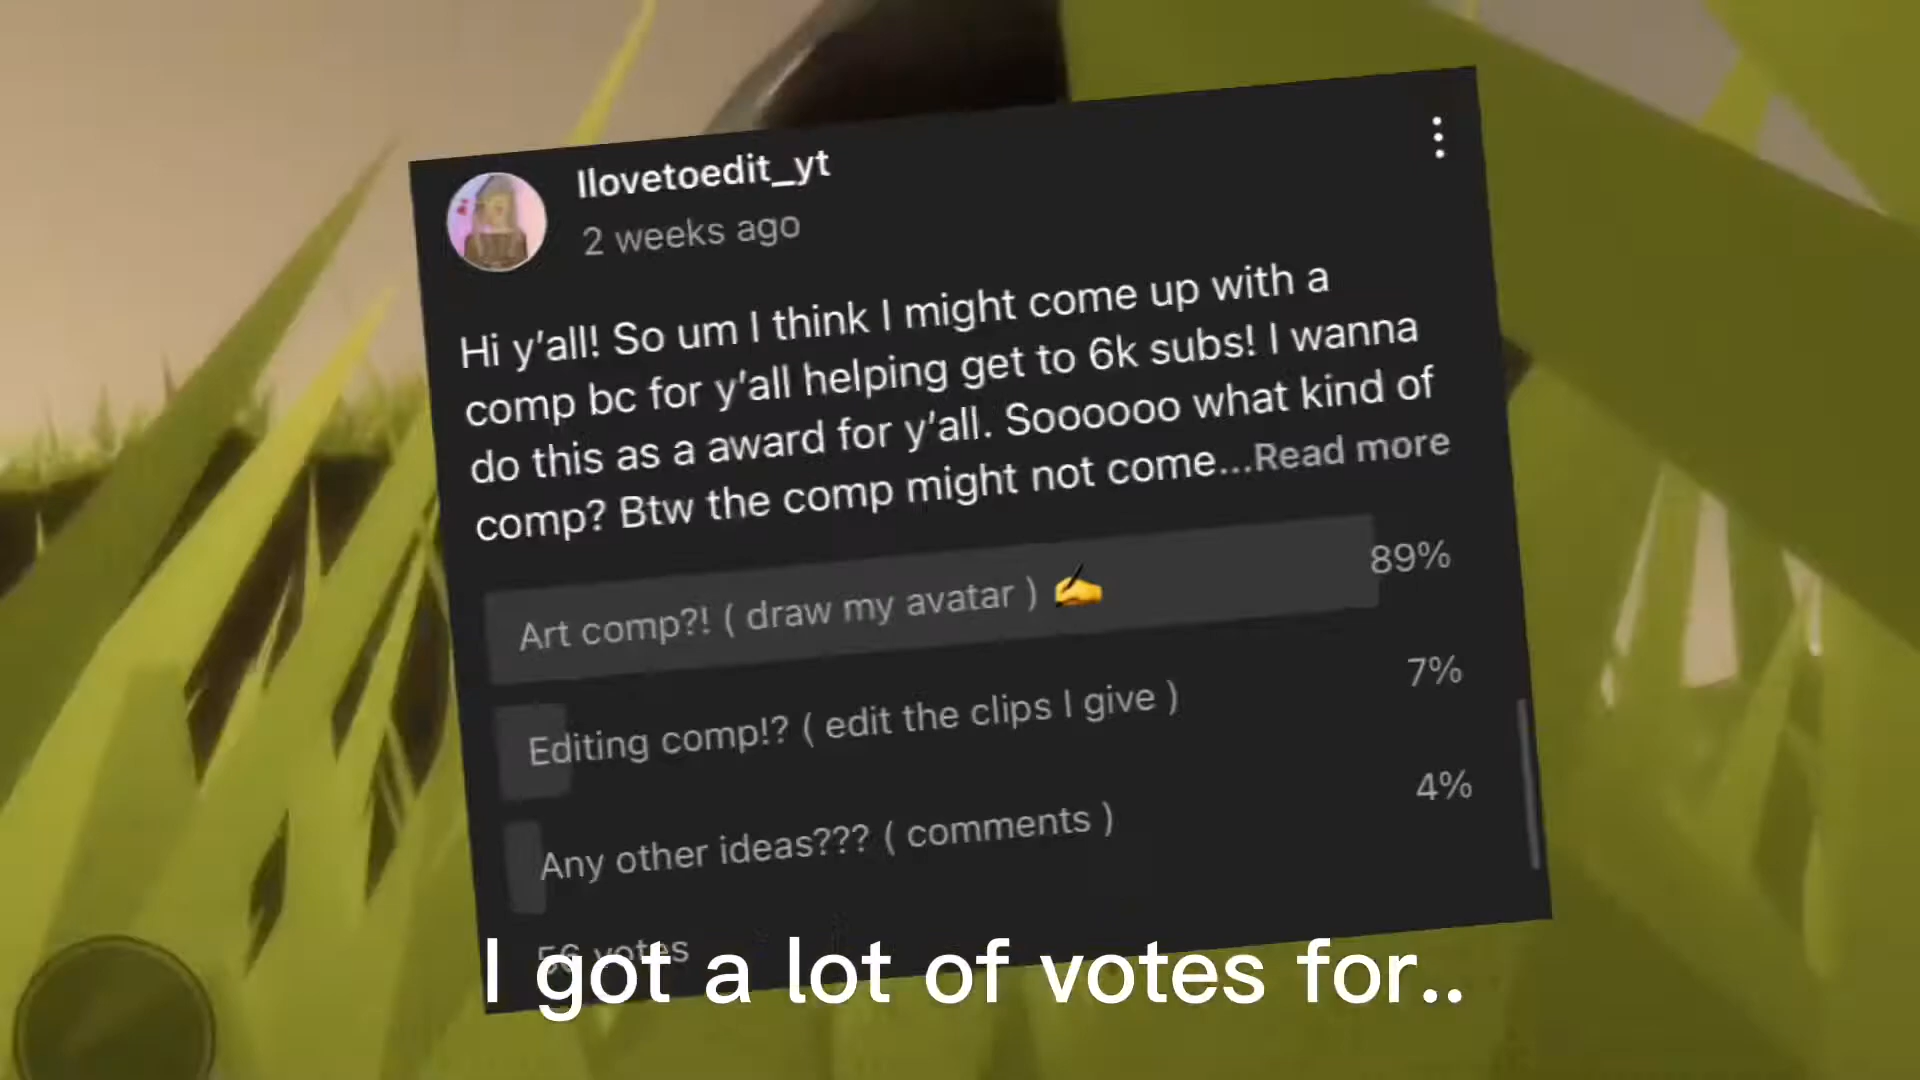 Ilovetoedit_yt
2 weeks ago
Hi y'all! So um I think I might come up with a
comp bc for y'all helping get to 6k subs! I wanna
do this as a award for y'all. Soooooo what kind of
comp? Btw the comp might not come...Read more
Art comp?! ( draw my avatar ) ✍
89%
Editing comp!? ( edit the clips I give )
7%
Any other ideas??? ( comments )
4%
56 votes
I got a lot of votes for..